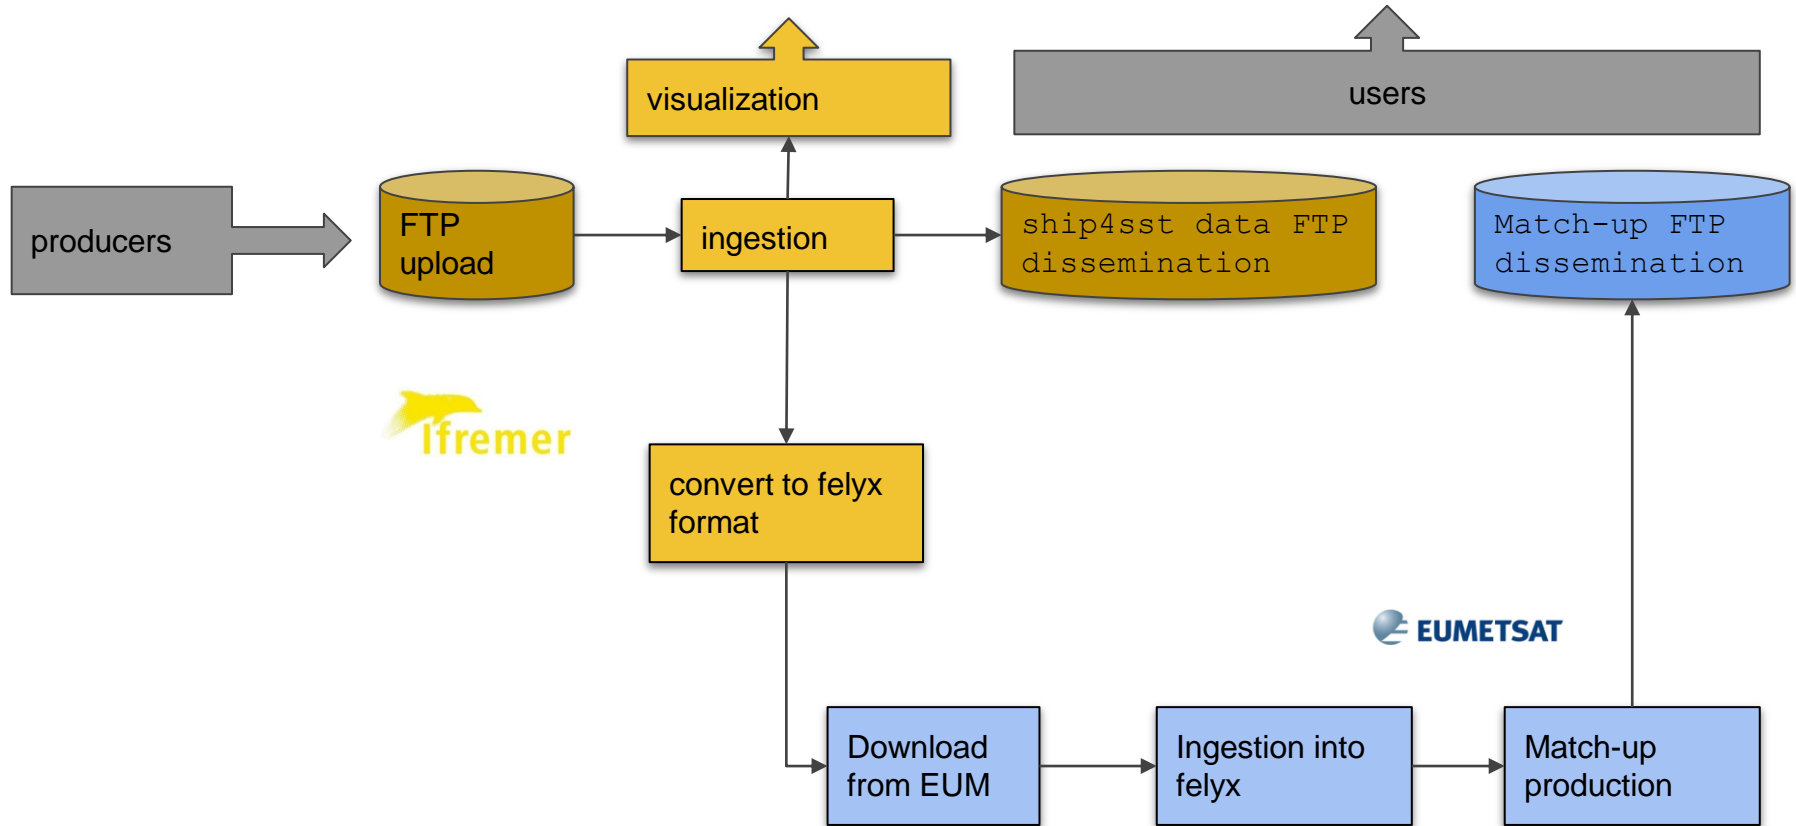 visualization
users
producers
FTP
upload
ingestion
ship4sst data FTP
dissemination
Match-up FTP
dissemination
Ifremer
convert to felyx
format
EUMETSAT
Download
from EUM
Ingestion into
felyx
Match-up
production